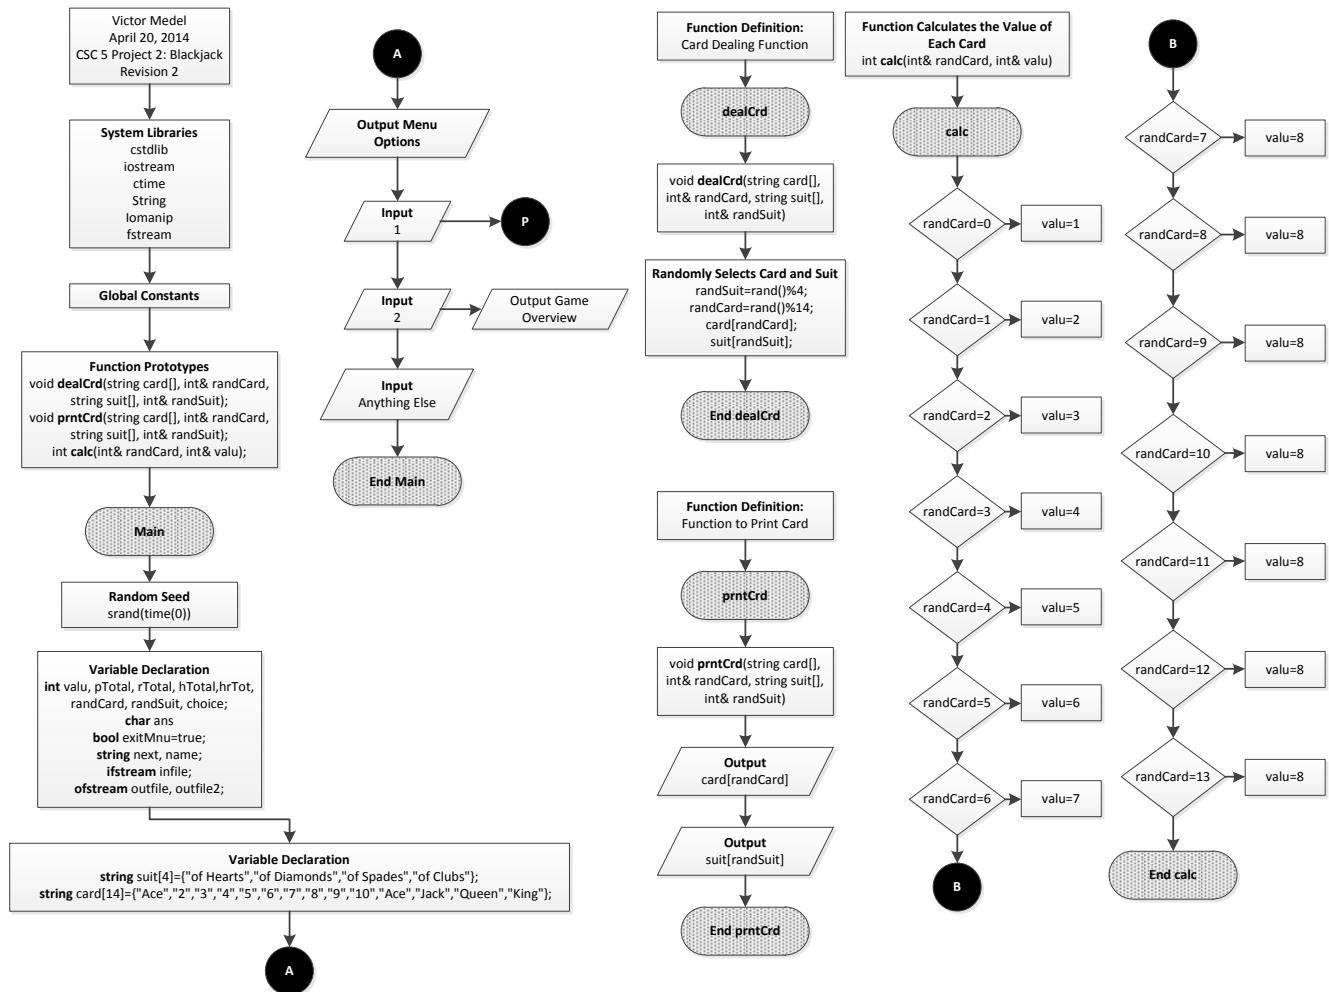 Victor Medel
April 20, 2014
CSC 5 Project 2: Blackjack
Revision 2
System Libraries
cstdlib
iostream
ctime
String
Iomanip
fstream
Global Constants
Function Prototypes
void dealCrd(string card[], int& randCard,
string suit[], int& randSuit);
void prntCrd(string card[], int& randCard,
string suit[], int& randSuit);
int calc(int& randCard, int& valu);
Main
Random Seed
srand(time(0))
Variable Declaration
int valu, pTotal, rTotal, hTotal,hrTot,
randCard, randSuit, choice;
char ans
bool exitMnu=true;
string next, name;
ifstream infile;
ofstream outfile, outfile2;
Variable Declaration
string suit[4]={"of Hearts","of Diamonds","of Spades","of Clubs"};
string card[14]={"Ace","2","3","4","5","6","7","8","9","10","Ace","Jack","Queen","King"};
A
A
Output Menu
Options
Input
1
P
Input
2
Output Game
Overview
Input
Anything Else
End Main
Function Definition:
Card Dealing Function
dealCrd
void dealCrd(string card[],
int& randCard, string suit[],
int& randSuit)
Randomly Selects Card and Suit
randSuit=rand()%4;
randCard=rand()%14;
card[randCard];
suit[randSuit];
End dealCrd
Function Definition:
Function to Print Card
prntCrd
void prntCrd(string card[],
int& randCard, string suit[],
int& randSuit)
Output
card[randCard]
Output
suit[randSuit]
End prntCrd
Function Calculates the Value of
Each Card
int calc(int& randCard, int& valu)
calc
randCard=0
valu=1
randCard=1
valu=2
randCard=2
valu=3
randCard=3
valu=4
randCard=4
valu=5
randCard=5
valu=6
randCard=6
valu=7
B
B
randCard=7
valu=8
randCard=8
valu=8
randCard=9
valu=8
randCard=10
valu=8
randCard=11
valu=8
randCard=12
valu=8
randCard=13
valu=8
End calc